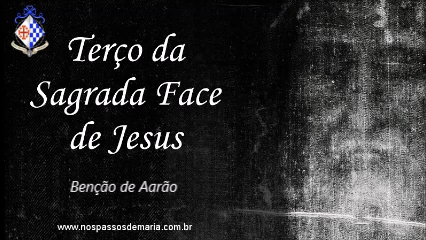 Terço da
Sagrada Face
de Jesus
Benção de Aarão
www.nospassosdemaria.com.br